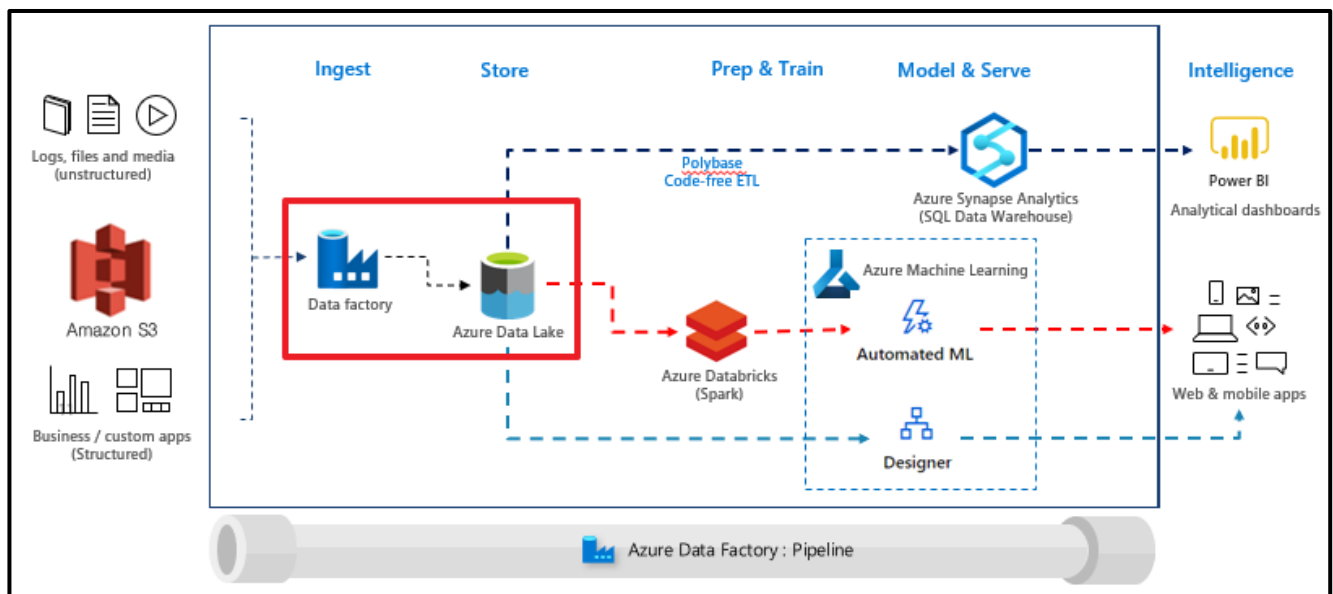 Ingest
Store
Prep & Train
Model & Serve
Intelligence
Logs, files and media
(unstructured)
Amazon S3
Business / custom apps
(Structured)
Data factory
Azure Data Lake
Polybase
Code-free ETL
Azure Databricks
(Spark)
Azure Synapse Analytics
(SQL Data Warehouse)
Azure Machine Learning
Automated ML
Designer
Power BI
Analytical dashboards
Web & mobile apps
Azure Data Factory : Pipeline